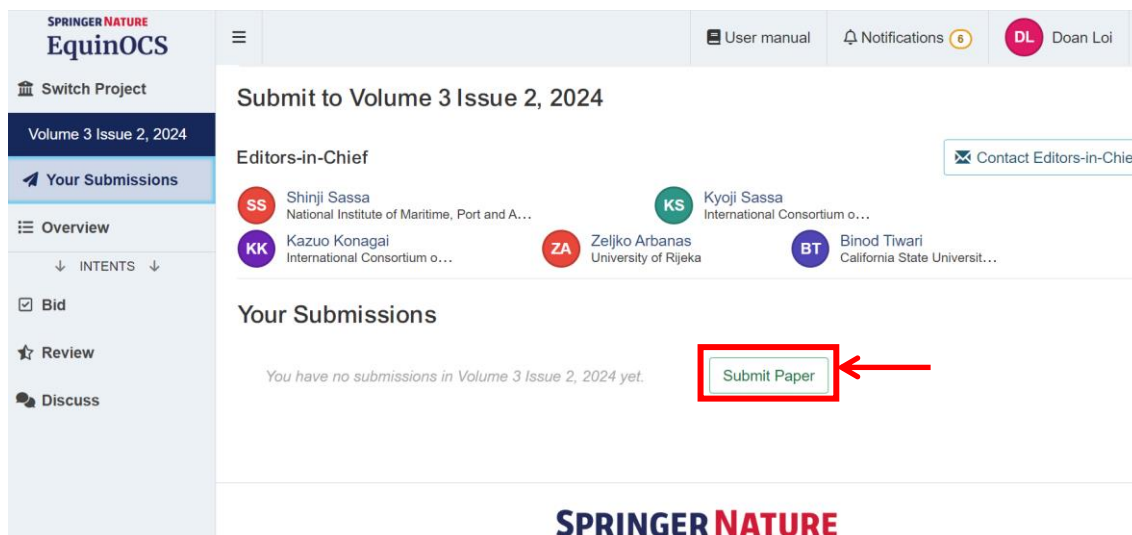 SPRINGER NATURE
EquinOCS
User manual
Notifications 6
DL Doan Loi
Switch Project
Volume 3 Issue 2, 2024
Your Submissions
Overview
↓ INTENTS ↓
Bid
Review
Discuss
Submit to Volume 3 Issue 2, 2024
Editors-in-Chief
Contact Editors-in-Chie
SS Shinji Sassa
National Institute of Maritime, Port and A...
KS Kyoji Sassa
International Consortium o...
KK Kazuo Konagai
International Consortium o...
ZA Zeljko Arbanas
University of Rijeka
BT Binod Tiwari
California State Universit...
Your Submissions
You have no submissions in Volume 3 Issue 2, 2024 yet.
Submit Paper
SPRINGER NATURE